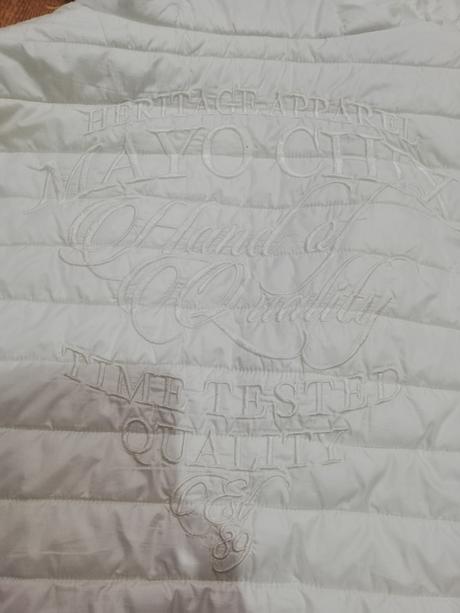 HERITAGE APPAREL
MAYO CHIX
Hand of
Quality
TIME TESTED
QUALITY
Est
89